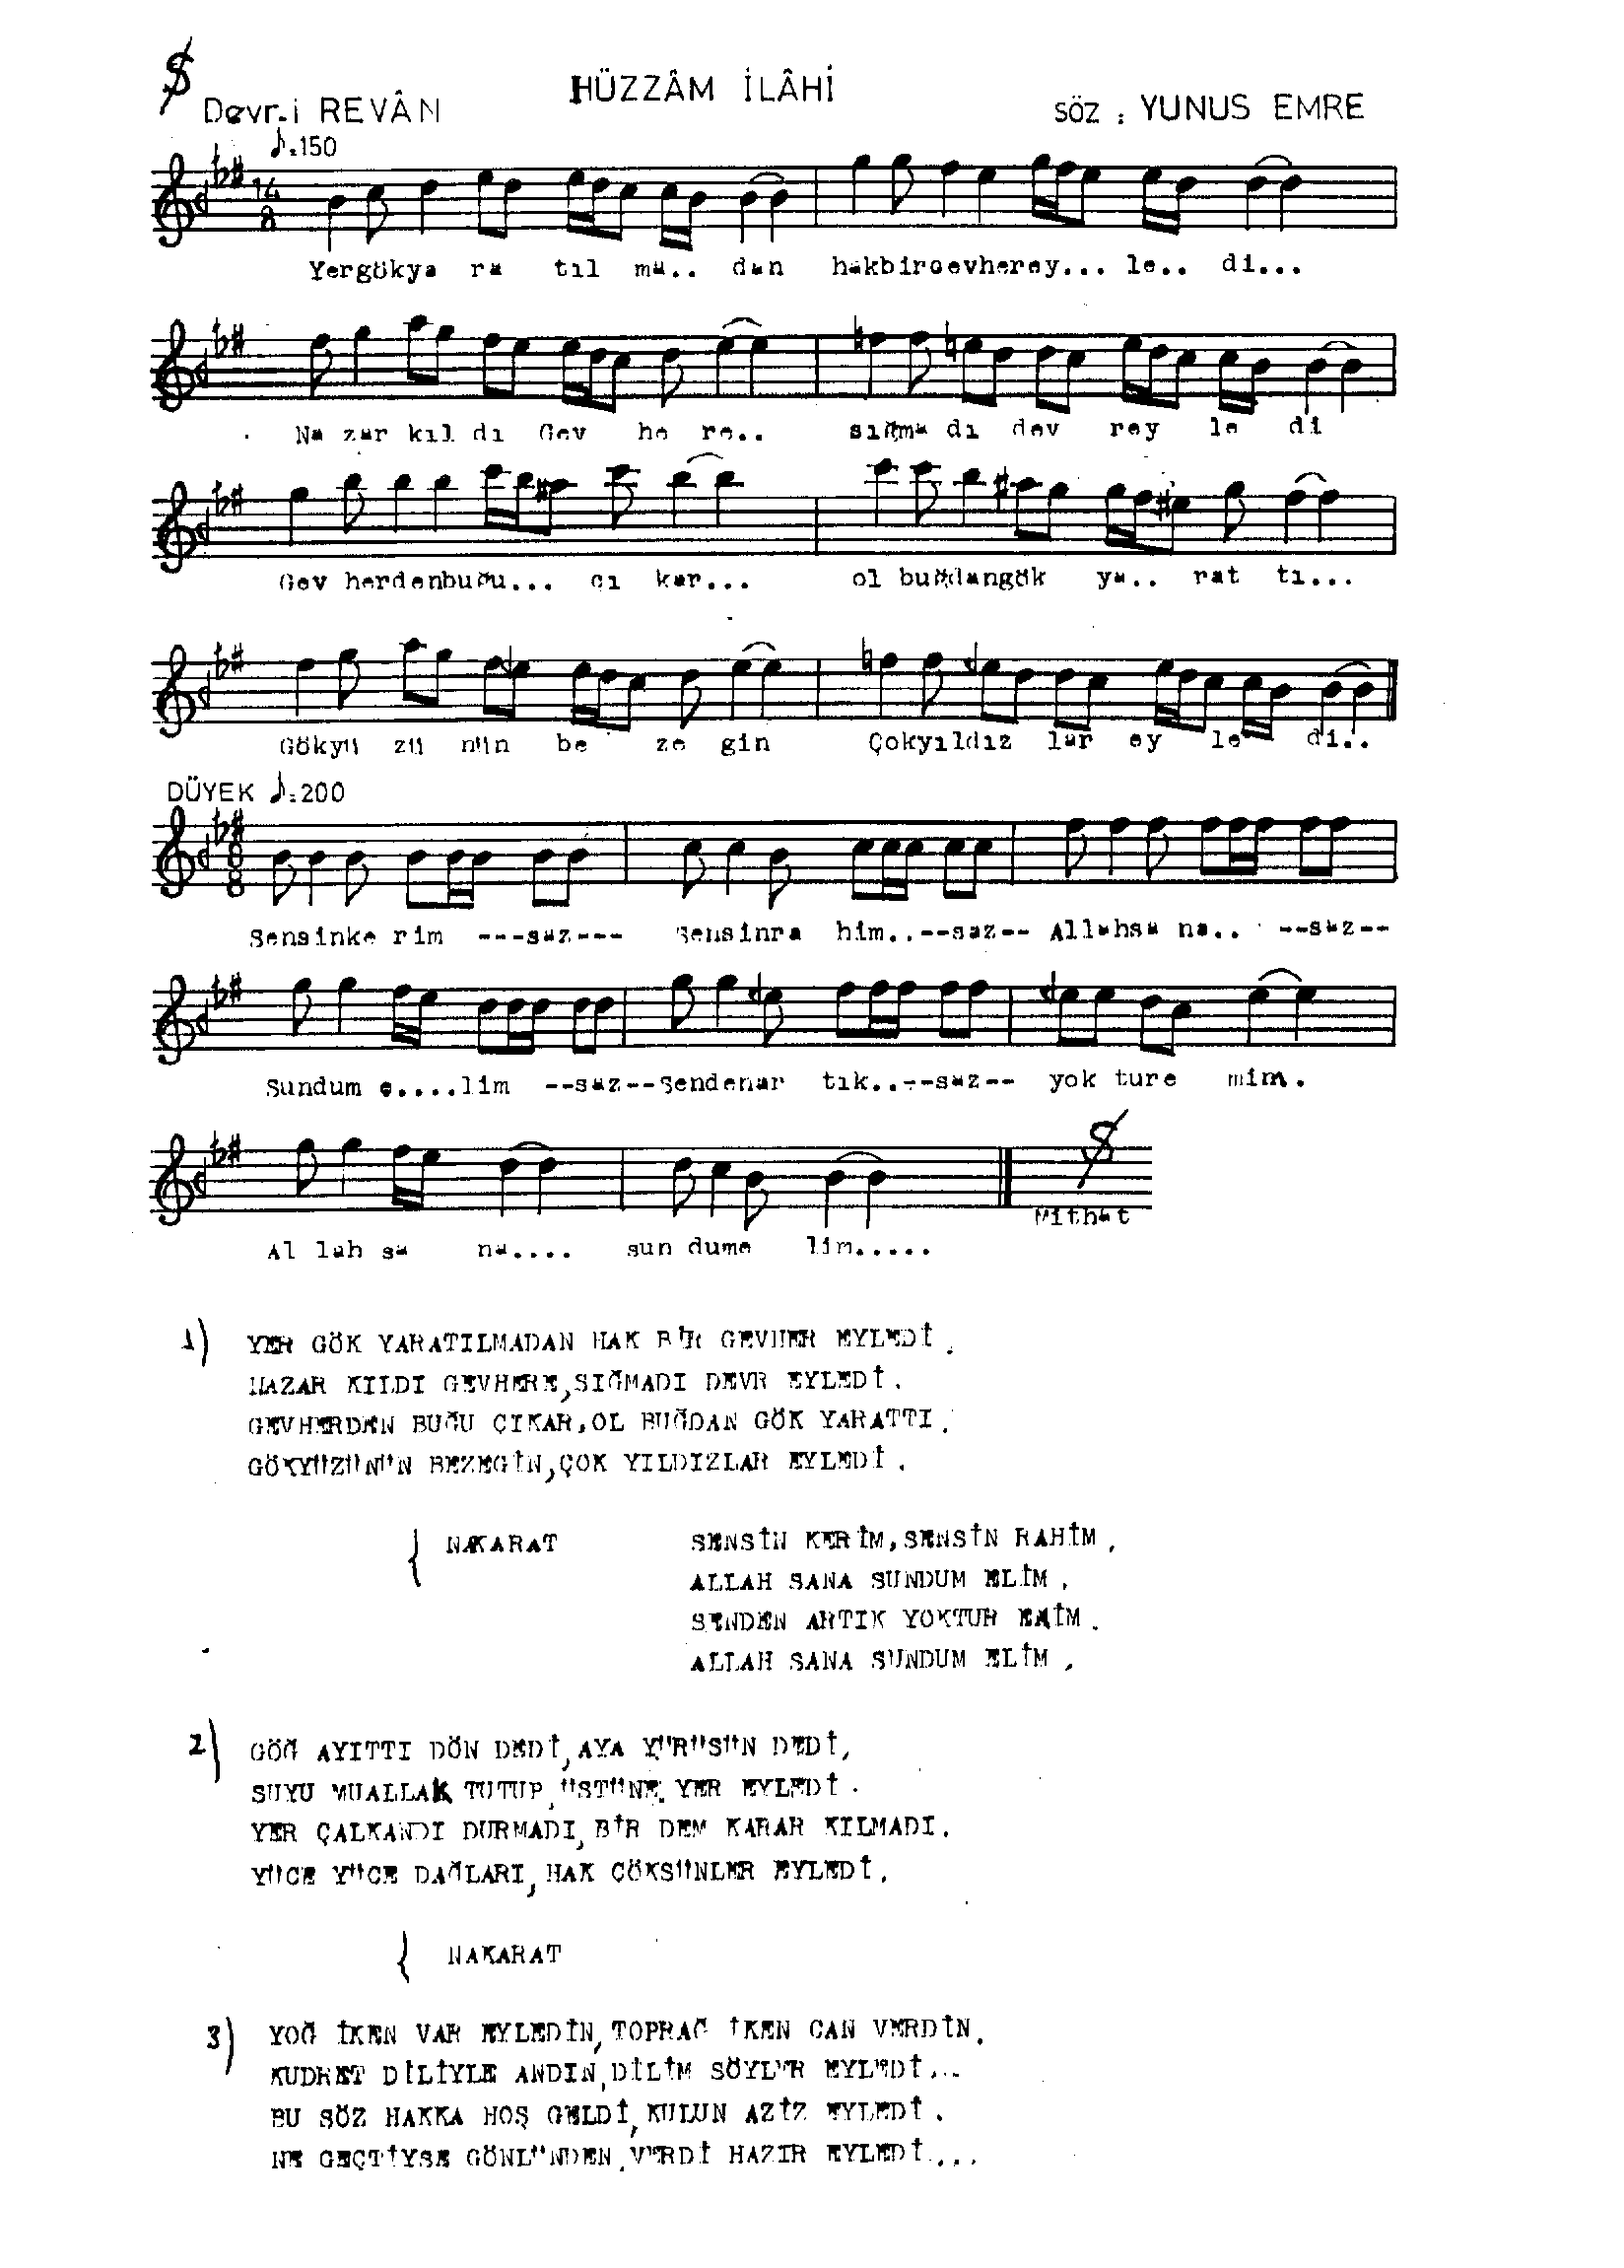 HÜZZÂM İLÂHİ
Devr-i REVÂN
SÖZ : YUNUS EMRE
♪=150
14
8
Yergökya ra tıl ma.. dan hakbircevherey... le.. di...
Na zar kıl dı Gev he re.. sığma dı dev rey le di
Gev herdenbuğu... çı kar... ol buğdangök ya.. rat tı...
Gökyü zü nün be ze gin Çokyıldız lar ey le di..
DÜYEK ♪=200
8
8
Sensinke rim ---saz--- Sensinra him..--saz-- Allahsa na.. --saz--
Sundum e....lim --saz--Sendenar tık..--saz-- yok ture mim.
Mithat
Al lah sa na.... sun dume lim.....
1) YER GÖK YARATILMADAN HAK BİR GEVHER EYLEDİ.
NAZAR KILDI GEVHERE,SIĞMADI DEVR EYLEDİ.
GEVHERDEN BUĞU ÇIKAR,OL BUĞDAN GÖK YARATTI.
GÖKYÜZÜNÜN BEZEGİN,ÇOK YILDIZLAR EYLEDİ.
{ NAKARAT SENSİN KERİM,SENSİN RAHİM,
ALLAH SANA SUNDUM ELİM,
SENDEN ARTIK YOKTUR EMİM.
ALLAH SANA SUNDUM ELİM,
2) GÖĞ AYITTI DÖN DEDİ,AYA YÜRÜSÜN DEDİ,
SUYU MUALLAK TUTUP,ÜSTÜNE YER EYLEDİ.
YER ÇALKANDI DURMADI,BİR DEM KARAR KILMADI.
YÜCE YÜCE DAĞLARI,HAK ÇÖKSÜNLER EYLEDİ.
{ NAKARAT
3) YOĞ İKEN VAR EYLEDİN,TOPRAĞ İKEN CAN VERDİN.
KUDRET DİLİYLE ANDIN,DİLİM SÖYLER EYLEDİ...
BU SÖZ HAKKA HOŞ GELDİ,KULUN AZİZ EYLEDİ.
NE GEÇTİYSE GÖNLÜNDEN,VERDİ HAZIR EYLEDİ...